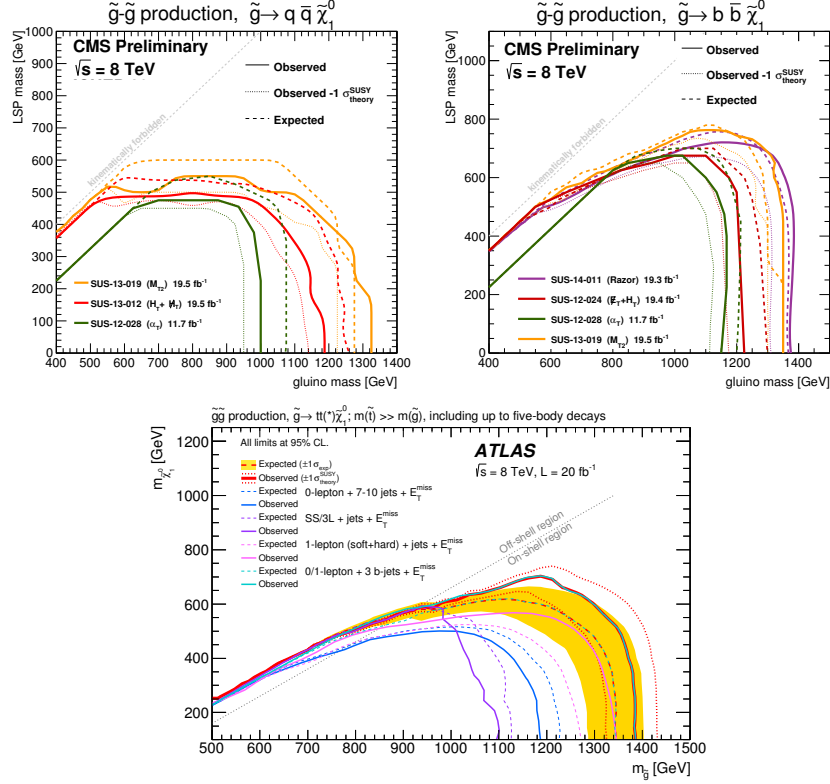 g̃-g̃ production, g̃→ q q̄ χ̃₁⁰
CMS Preliminary
√s = 8 TeV
Observed
Observed -1 σ_theory^SUSY
Expected
kinematically forbidden
SUS-13-019 (M_T2) 19.5 fb⁻¹
SUS-13-012 (H_T+ H̸_T) 19.5 fb⁻¹
SUS-12-028 (α_T) 11.7 fb⁻¹
LSP mass [GeV]
1000
900
800
700
600
500
400
300
200
100
0
400 500 600 700 800 900 1000 1100 1200 1300 1400
gluino mass [GeV]
g̃-g̃ production, g̃→ b b̄ χ̃₁⁰
CMS Preliminary
√s = 8 TeV
Observed
Observed -1 σ_theory^SUSY
Expected
kinematically forbidden
SUS-14-011 (Razor) 19.3 fb⁻¹
SUS-12-024 (E̸_T+H_T) 19.4 fb⁻¹
SUS-12-028 (α_T) 11.7 fb⁻¹
SUS-13-019 (M_T2) 19.5 fb⁻¹
LSP mass [GeV]
1000
800
600
400
200
0
400 600 800 1000 1200 1400
gluino mass [GeV]
g̃g̃ production, g̃→ tt(*)χ̃₁⁰; m(t̃) >> m(g̃), including up to five-body decays
All limits at 95% CL.
ATLAS
√s = 8 TeV, L = 20 fb⁻¹
Expected (±1σ_exp)
Observed (±1σ_theory^SUSY)
Expected 0-lepton + 7-10 jets + E_T^miss
Observed
Expected SS/3L + jets + E_T^miss
Observed
Expected 1-lepton (soft+hard) + jets + E_T^miss
Observed
Expected 0/1-lepton + 3 b-jets + E_T^miss
Observed
Off-shell region
On-shell region
m_χ̃₁⁰ [GeV]
1200
1000
800
600
400
200
500 600 700 800 900 1000 1100 1200 1300 1400 1500
m_g̃ [GeV]